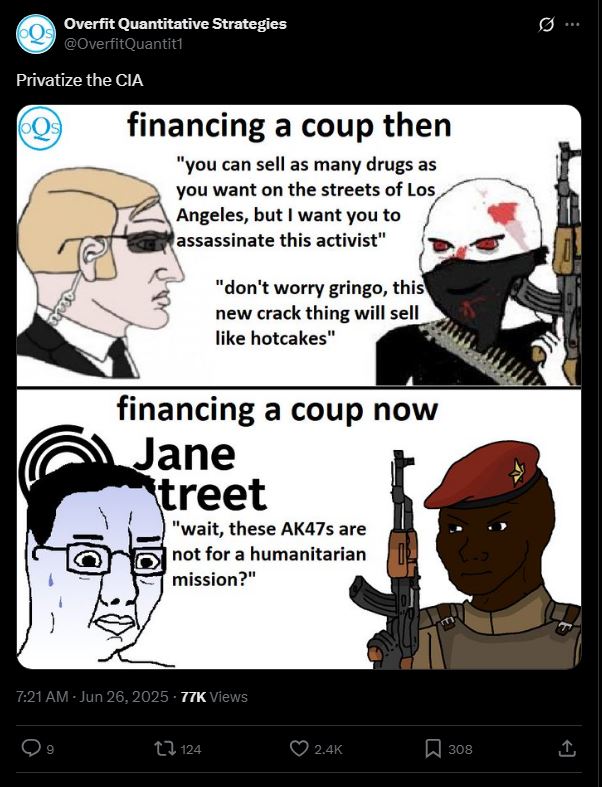 oQs
Overfit Quantitative Strategies
@OverfitQuantit1
Privatize the CIA
oQs
financing a coup then
"you can sell as many drugs as
you want on the streets of Los
Angeles, but I want you to
assassinate this activist"
"don't worry gringo, this
new crack thing will sell
like hotcakes"
financing a coup now
Jane
treet
"wait, these AK47s are
not for a humanitarian
mission?"
7:21 AM · Jun 26, 2025 · 77K Views
9 124 2.4K 308